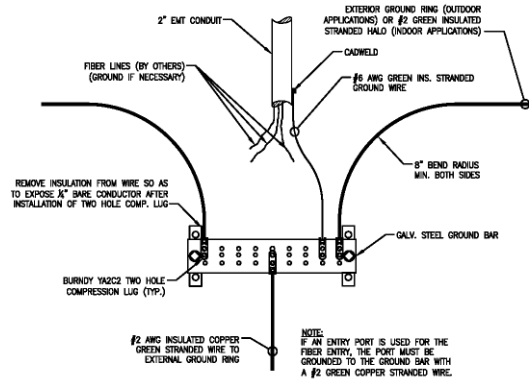 2" EMT CONDUIT
EXTERIOR GROUND RING (OUTDOOR
APPLICATIONS) OR #2 GREEN INSULATED
STRANDED HALO (INDOOR APPLICATIONS)
CADWELD
FIBER LINES (BY OTHERS)
(GROUND IF NECESSARY)
#6 AWG GREEN INS. STRANDED
GROUND WIRE
8" BEND RADIUS
MIN. BOTH SIDES
REMOVE INSULATION FROM WIRE SO AS
TO EXPOSE ¼" BARE CONDUCTOR AFTER
INSTALLATION OF TWO HOLE COMP. LUG
GALV. STEEL GROUND BAR
BURNDY YA2C2 TWO HOLE
COMPRESSION LUG (TYP.)
#2 AWG INSULATED COPPER
GREEN STRANDED WIRE TO
EXTERNAL GROUND RING
NOTE:
IF AN ENTRY PORT IS USED FOR THE
FIBER ENTRY, THE PORT MUST BE
GROUNDED TO THE GROUND BAR WITH
A #2 GREEN COPPER STRANDED WIRE.